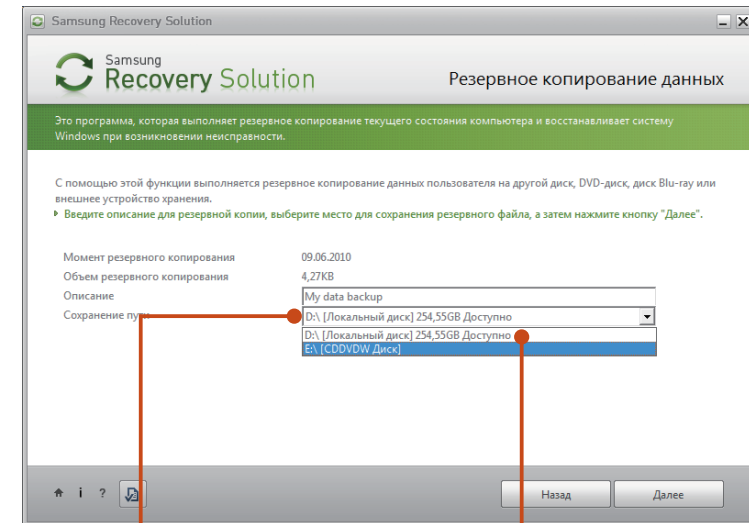 Samsung Recovery Solution
Samsung
Recovery Solution
Резервное копирование данных
Это программа, которая выполняет резервное копирование текущего состояния компьютера и восстанавливает систему
Windows при возникновении неисправности.
С помощью этой функции выполняется резервное копирование данных пользователя на другой диск, DVD-диск, диск Blu-ray или
внешнее устройство хранения.
Введите описание для резервной копии, выберите место для сохранения резервного файла, а затем нажмите кнопку "Далее".
Момент резервного копирования 09.06.2010
Объем резервного копирования 4,27KB
Описание My data backup
Сохранение пути D:\ [Локальный диск] 254,55GB Доступно
D:\ [Локальный диск] 254,55GB Доступно
E:\ [CDDVDW Диск]
i ? Назад Далее